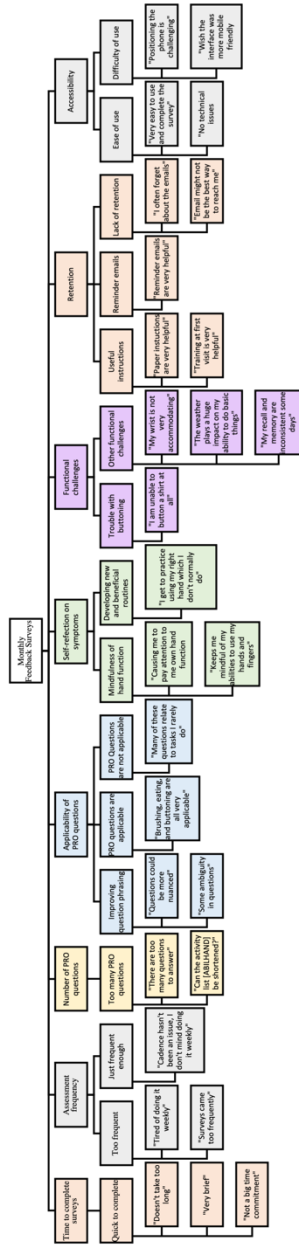 Monthly
Feedback Surveys
Time to complete
surveys
Quick to complete
"Doesn't take too
long"
"Very brief"
"Not a big time
commitment"
Assessment
frequency
Too frequent
"Tired of doing it
weekly"
"Surveys came
too frequently"
Just frequent
enough
"Cadence hasn't
been an issue, I
don't mind doing
it weekly"
Number of PRO
questions
Too many PRO
questions
"There are too
many questions
to answer"
"Can the activity
list [ABILHAND]
be shortened?"
Applicability of
PRO questions
Improving
question phrasing
"Questions could
be more
nuanced"
"Some ambiguity
in questions"
PRO questions are
applicable
"Brushing, eating,
and buttoning are
all very
applicable"
PRO Questions
are not applicable
"Many of these
questions relate
to tasks I rarely
do"
Self-reflection on
symptoms
Mindfulness of
hand function
"Causing me to
pay attention to
me own hand
function
"Keeps me
mindful of my
abilities to use my
hands and
fingers"
Developing new
and beneficial
routines
"I get to practice
using my right
hand which I
don't normally
do"
Functional
challenges
Trouble with
buttoning
"I am unable to
button a shirt at
all"
Other functional
challenges
"My wrist is not
very
accommodating"
"The weather
plays a huge
impact on my
ability to do basic
things"
"My recall and
memory are
inconsistent some
days"
Retention
Useful
instructions
"Paper instuctions
are very helpful"
"Training at first
visit is very
helpful"
Reminder emails
"Reminder emails
are very helpful"
Lack of retention
"I often forget
about the emails"
"Email might not
be the best way
to reach me"
Accessibility
Ease of use
"Very easy to use
and complete the
survey"
"No technical
issues
Difficulty of use
"Positioning the
phone is
challenging"
"Wish the
interface was
more mobile
friendly